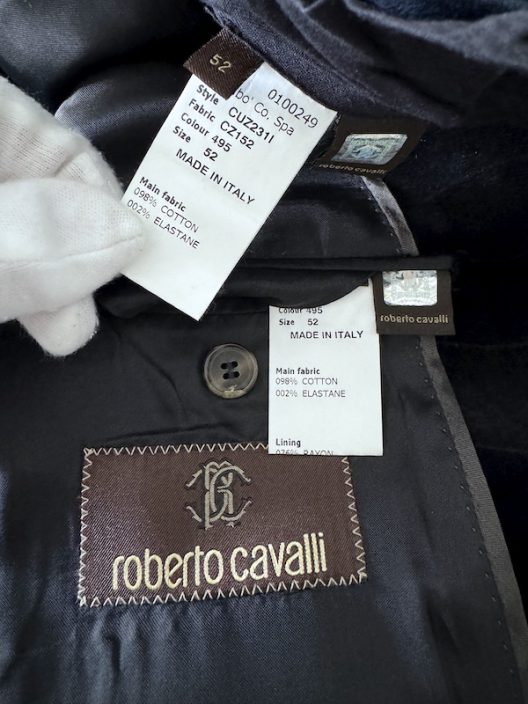 52
0100249
bo' Co. Spa
Style CUZ231I
Fabric CZ152
Colour 495
Size 52
MADE IN ITALY
Main fabric
098% COTTON
002% ELASTANE
roberto cavalli
roberto cavalli
Colour 495
Size 52
MADE IN ITALY
Main fabric
098% COTTON
002% ELASTANE
Lining
roberto cavalli